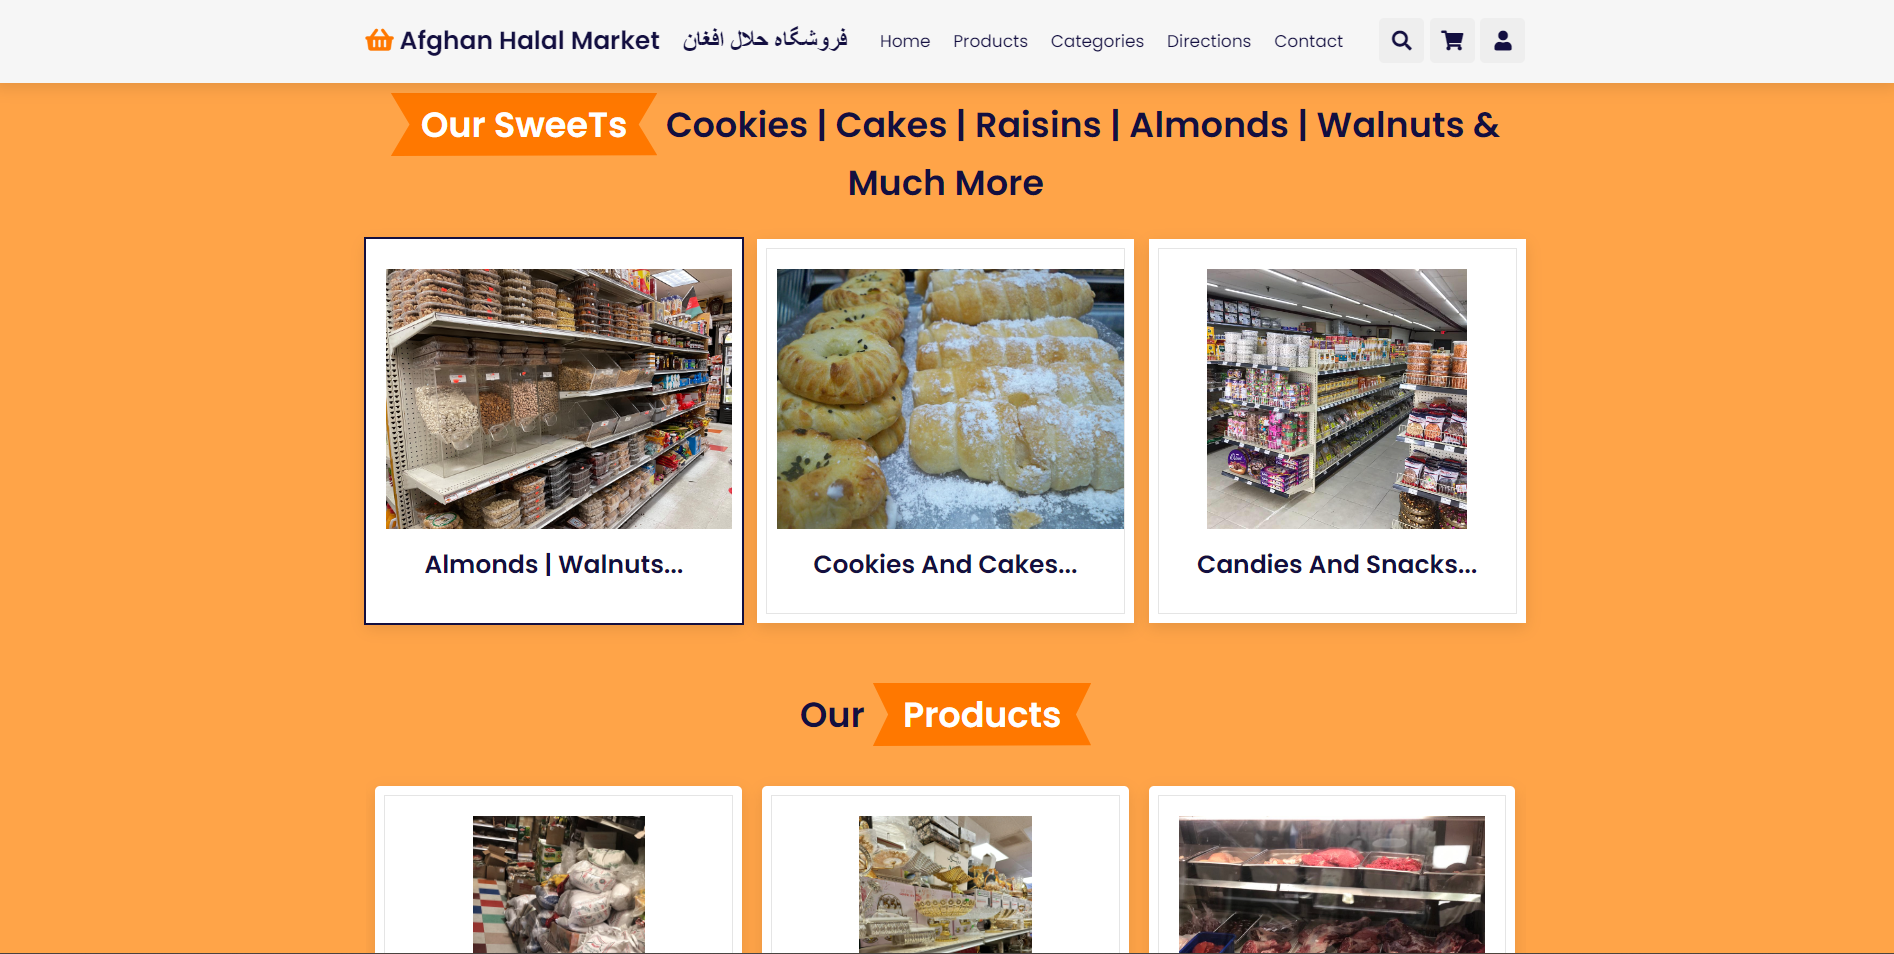 Afghan Halal Market فروشگاه حلال افغان Home Products Categories Directions Contact
Our SweeTs Cookies | Cakes | Raisins | Almonds | Walnuts &
Much More
Almonds | Walnuts...
Cookies And Cakes...
Candies And Snacks...
Our Products